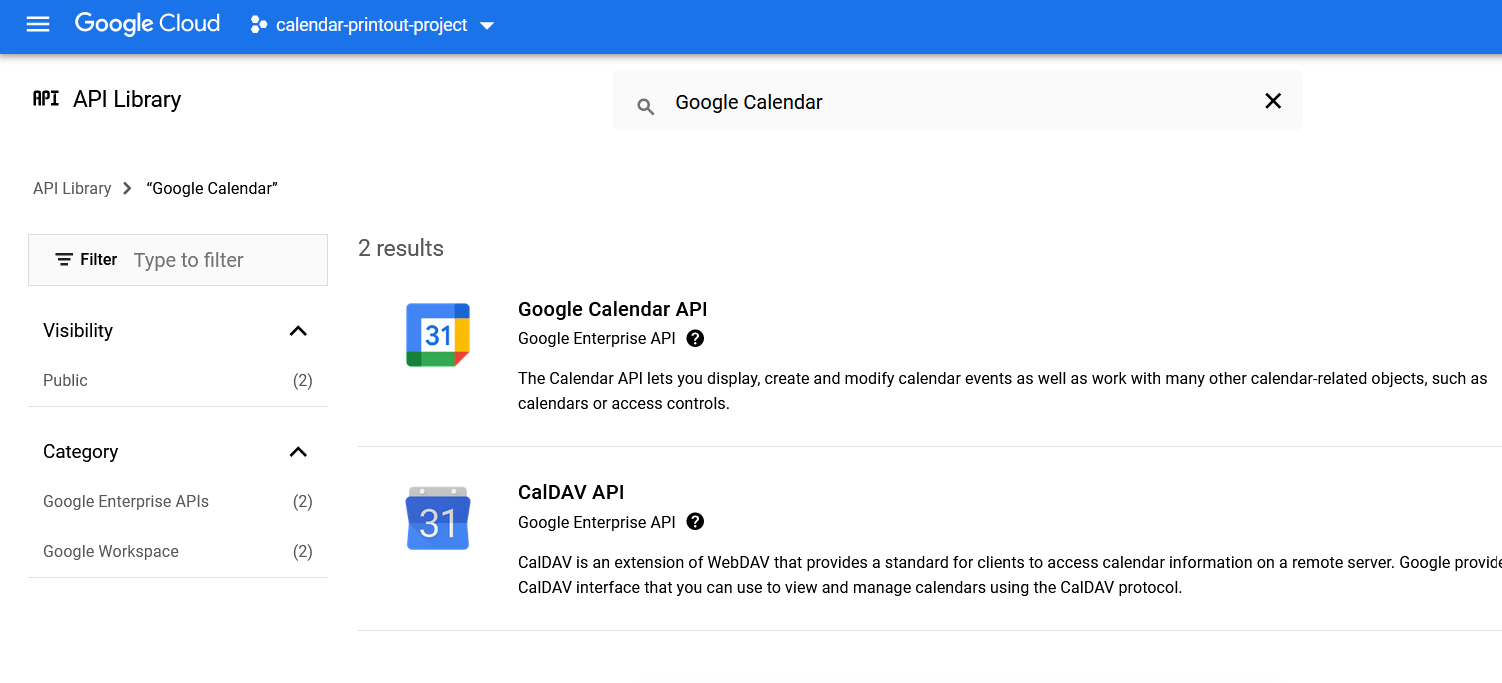 Google Cloud calendar-printout-project
API API Library
Google Calendar
API Library "Google Calendar"
Filter Type to filter
2 results
Visibility
Public (2)
Category
Google Enterprise APIs (2)
Google Workspace (2)
31
Google Calendar API
Google Enterprise API ?
The Calendar API lets you display, create and modify calendar events as well as work with many other calendar-related objects, such as
calendars or access controls.
31
CalDAV API
Google Enterprise API ?
CalDAV is an extension of WebDAV that provides a standard for clients to access calendar information on a remote server. Google
CalDAV interface that you can use to view and manage calendars using the CalDAV protocol.